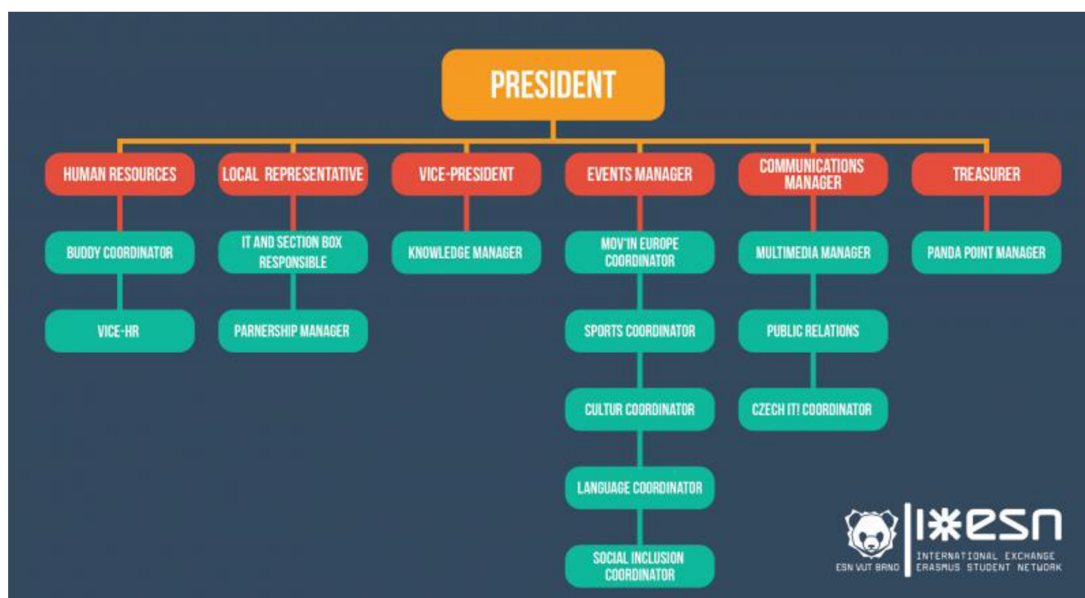 PRESIDENT
HUMAN RESOURCES
LOCAL REPRESENTATIVE
VICE-PRESIDENT
EVENTS MANAGER
COMMUNICATIONS
MANAGER
TREASURER
BUDDY COORDINATOR
IT AND SECTION BOX
RESPONSIBLE
KNOWLEDGE MANAGER
MOV'IN EUROPE
COORDINATOR
MULTIMEDIA MANAGER
PANDA POINT MANAGER
VICE-HR
PARNERSHIP MANAGER
SPORTS COORDINATOR
PUBLIC RELATIONS
CULTUR COORDINATOR
CZECH IT! COORDINATOR
LANGUAGE COORDINATOR
SOCIAL INCLUSION
COORDINATOR
ESN VUT BRNO
esn
INTERNATIONAL EXCHANGE
ERASMUS STUDENT NETWORK